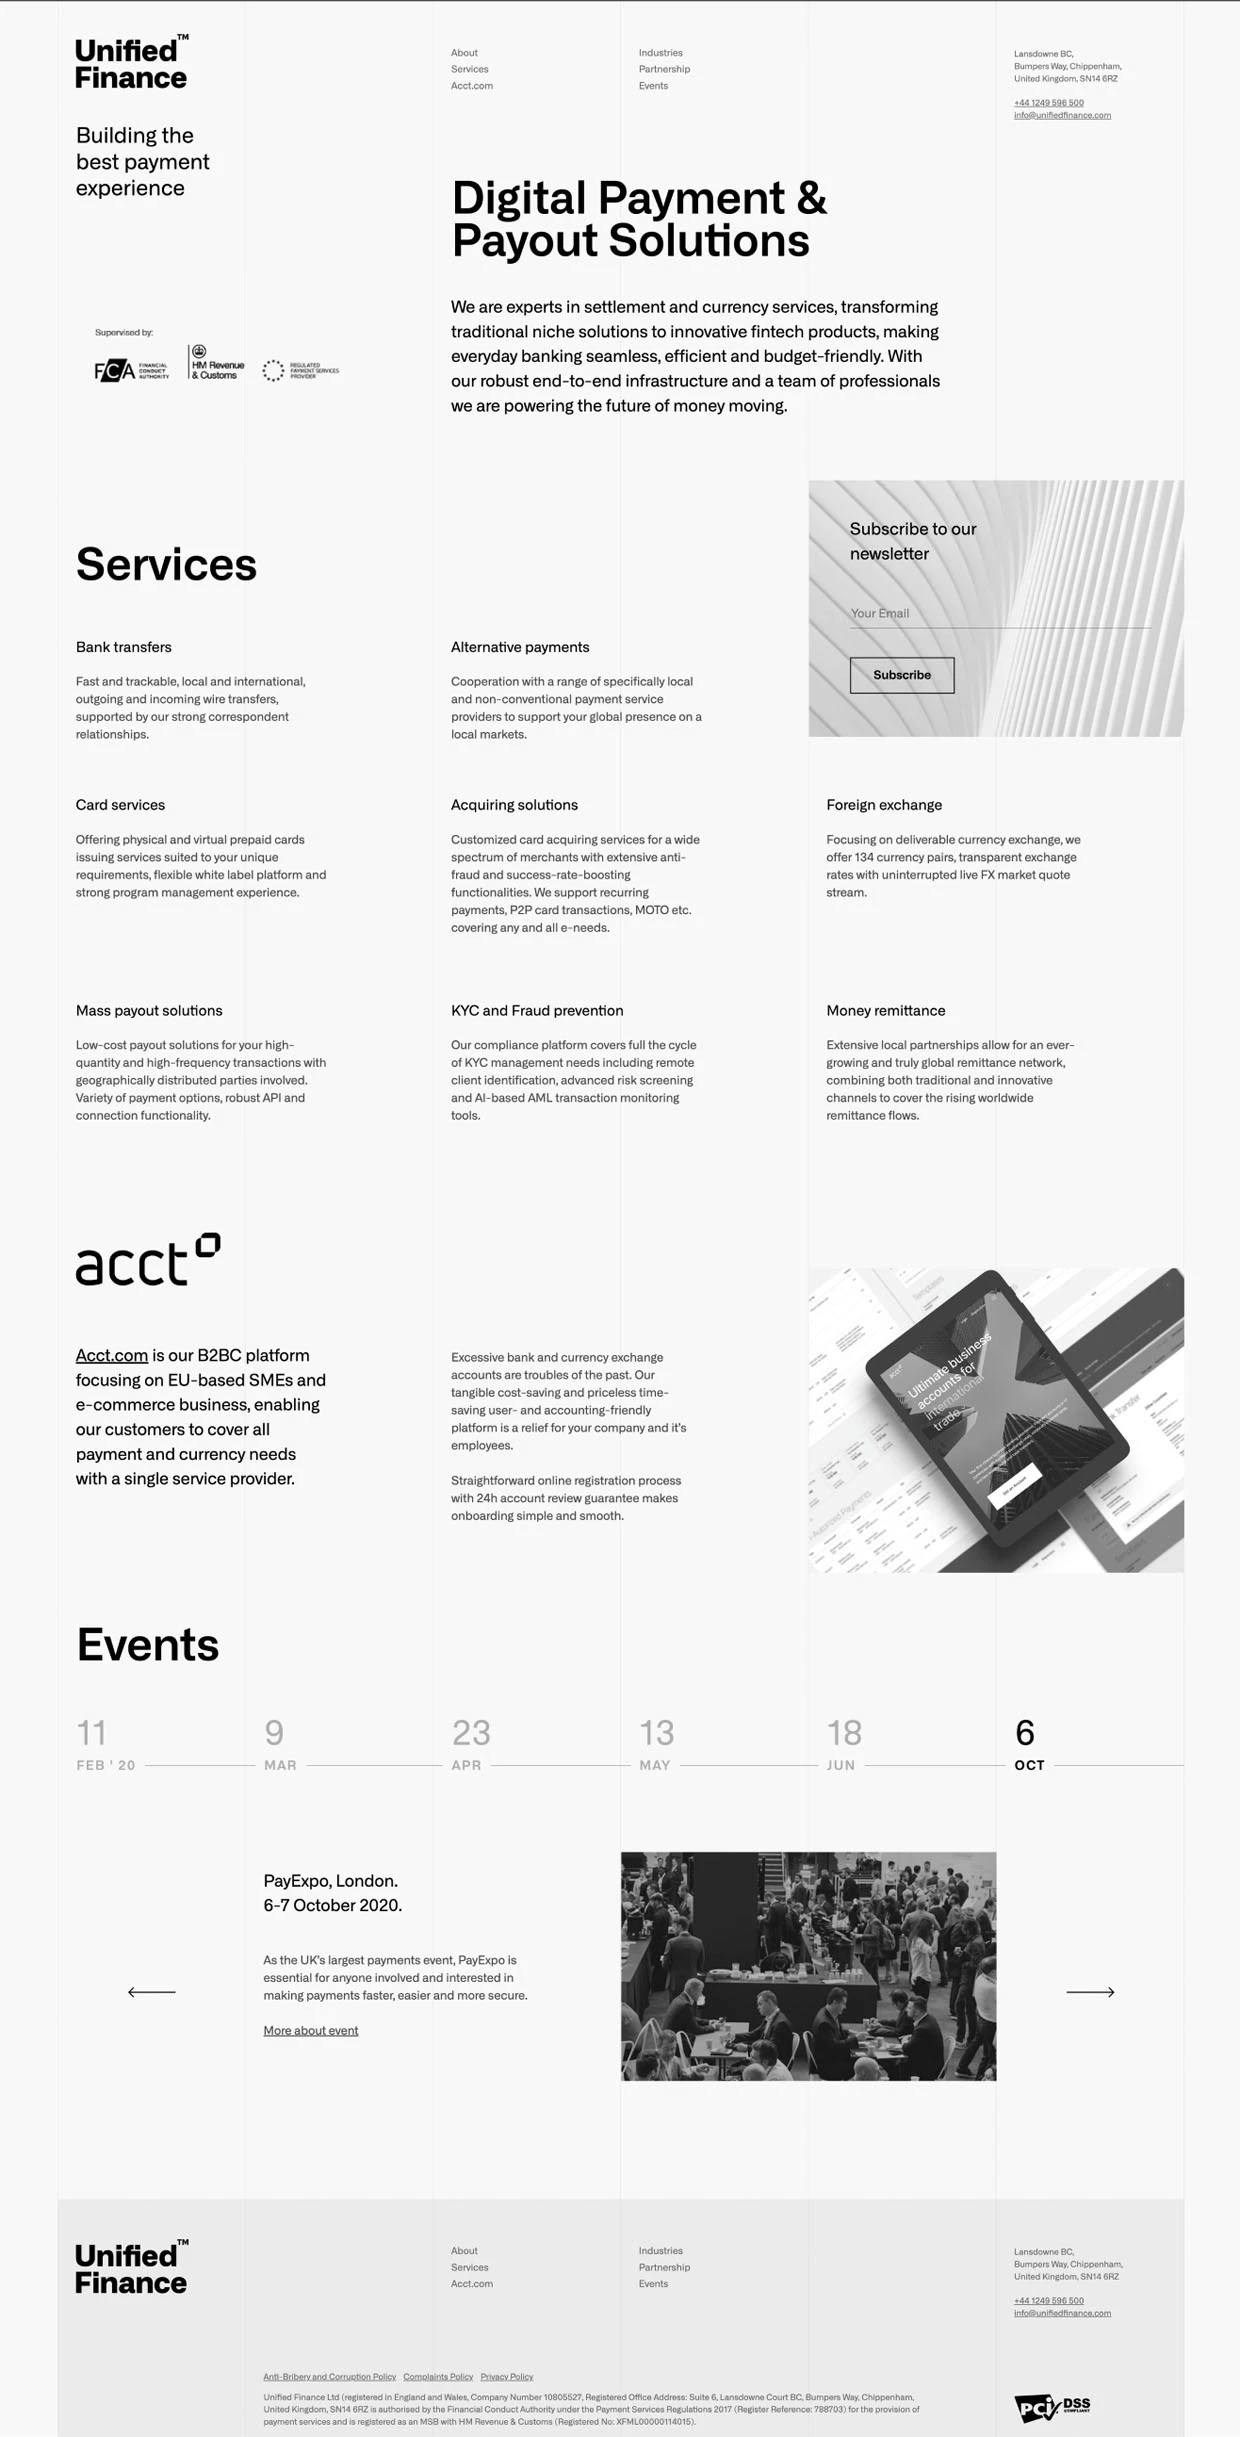 Unified™
Finance
About
Services
Acct.com
Industries
Partnership
Events
Lansdowne BC,
Bumpers Way, Chippenham,
United Kingdom, SN14 6RZ
+44 1249 596 500
info@unifiedfinance.com
Building the
best payment
experience
Digital Payment &
Payout Solutions
We are experts in settlement and currency services, transforming
traditional niche solutions to innovative fintech products, making
everyday banking seamless, efficient and budget-friendly. With
our robust end-to-end infrastructure and a team of professionals
we are powering the future of money moving.
Supervised by:
FCA FINANCIAL
CONDUCT
AUTHORITY
HM Revenue
& Customs
REGULATED
PAYMENT SERVICES
PROVIDER
Subscribe to our
newsletter
Your Email
Subscribe
Services
Bank transfers
Fast and trackable, local and international,
outgoing and incoming wire transfers,
supported by our strong correspondent
relationships.
Alternative payments
Cooperation with a range of specifically local
and non-conventional payment service
providers to support your global presence on a
local markets.
Card services
Offering physical and virtual prepaid cards
issuing services suited to your unique
requirements, flexible white label platform and
strong program management experience.
Acquiring solutions
Customized card acquiring services for a wide
spectrum of merchants with extensive anti-
fraud and success-rate-boosting
functionalities. We support recurring
payments, P2P card transactions, MOTO etc.
covering any and all e-needs.
Foreign exchange
Focusing on deliverable currency exchange, we
offer 134 currency pairs, transparent exchange
rates with uninterrupted live FX market quote
stream.
Mass payout solutions
Low-cost payout solutions for your high-
quantity and high-frequency transactions with
geographically distributed parties involved.
Variety of payment options, robust API and
connection functionality.
KYC and Fraud prevention
Our compliance platform covers full the cycle
of KYC management needs including remote
client identification, advanced risk screening
and AI-based AML transaction monitoring
tools.
Money remittance
Extensive local partnerships allow for an ever-
growing and truly global remittance network,
combining both traditional and innovative
channels to cover the rising worldwide
remittance flows.
acct
Acct.com is our B2BC platform
focusing on EU-based SMEs and
e-commerce business, enabling
our customers to cover all
payment and currency needs
with a single service provider.
Excessive bank and currency exchange
accounts are troubles of the past. Our
tangible cost-saving and priceless time-
saving user- and accounting-friendly
platform is a relief for your company and it's
employees.
Straightforward online registration process
with 24h account review guarantee makes
onboarding simple and smooth.
Templates
Ultimate business
accounts for
international
trade
Events
11
FEB ' 20
9
MAR
23
APR
13
MAY
18
JUN
6
OCT
PayExpo, London.
6-7 October 2020.
As the UK's largest payments event, PayExpo is
essential for anyone involved and interested in
making payments faster, easier and more secure.
More about event
Unified™
Finance
About
Services
Acct.com
Industries
Partnership
Events
Lansdowne BC,
Bumpers Way, Chippenham,
United Kingdom, SN14 6RZ
+44 1249 596 500
info@unifiedfinance.com
Anti-Bribery and Corruption Policy Complaints Policy Privacy Policy
Unified Finance Ltd (registered in England and Wales, Company Number 10805527, Registered Office Address: Suite 6, Lansdowne Court BC, Bumpers Way, Chippenham,
United Kingdom, SN14 6RZ is authorised by the Financial Conduct Authority under the Payment Services Regulations 2017 (Register Reference: 788703) for the provision of
payment services and is registered as an MSB with HM Revenue & Customs (Registered No: XFML00000114015).
PCI DSS
COMPLIANT